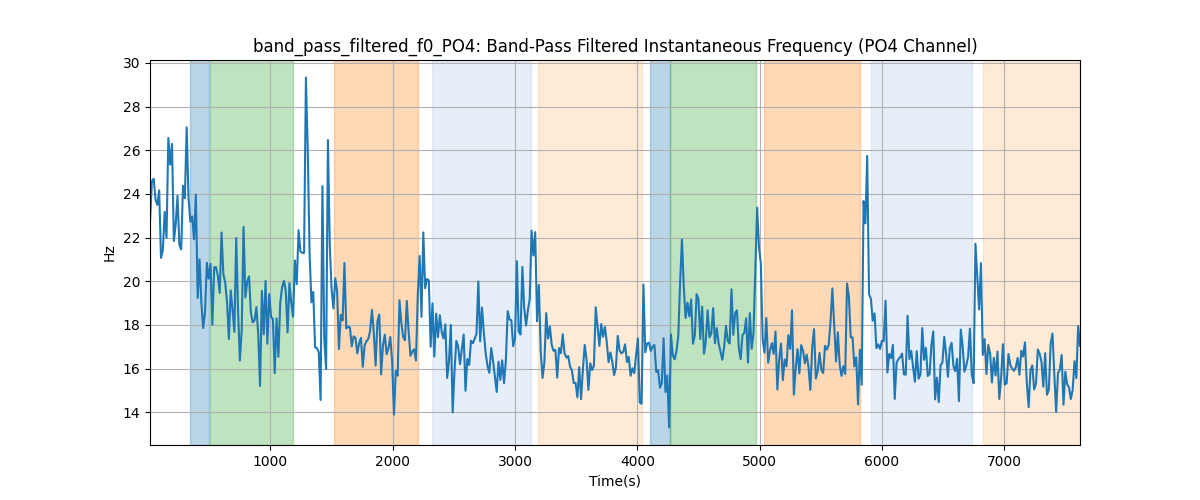 band_pass_filtered_f0_PO4: Band-Pass Filtered Instantaneous Frequency (PO4 Channel)
30
28
26
24
22
20
18
16
14
Hz
1000 2000 3000 4000 5000 6000 7000
Time(s)